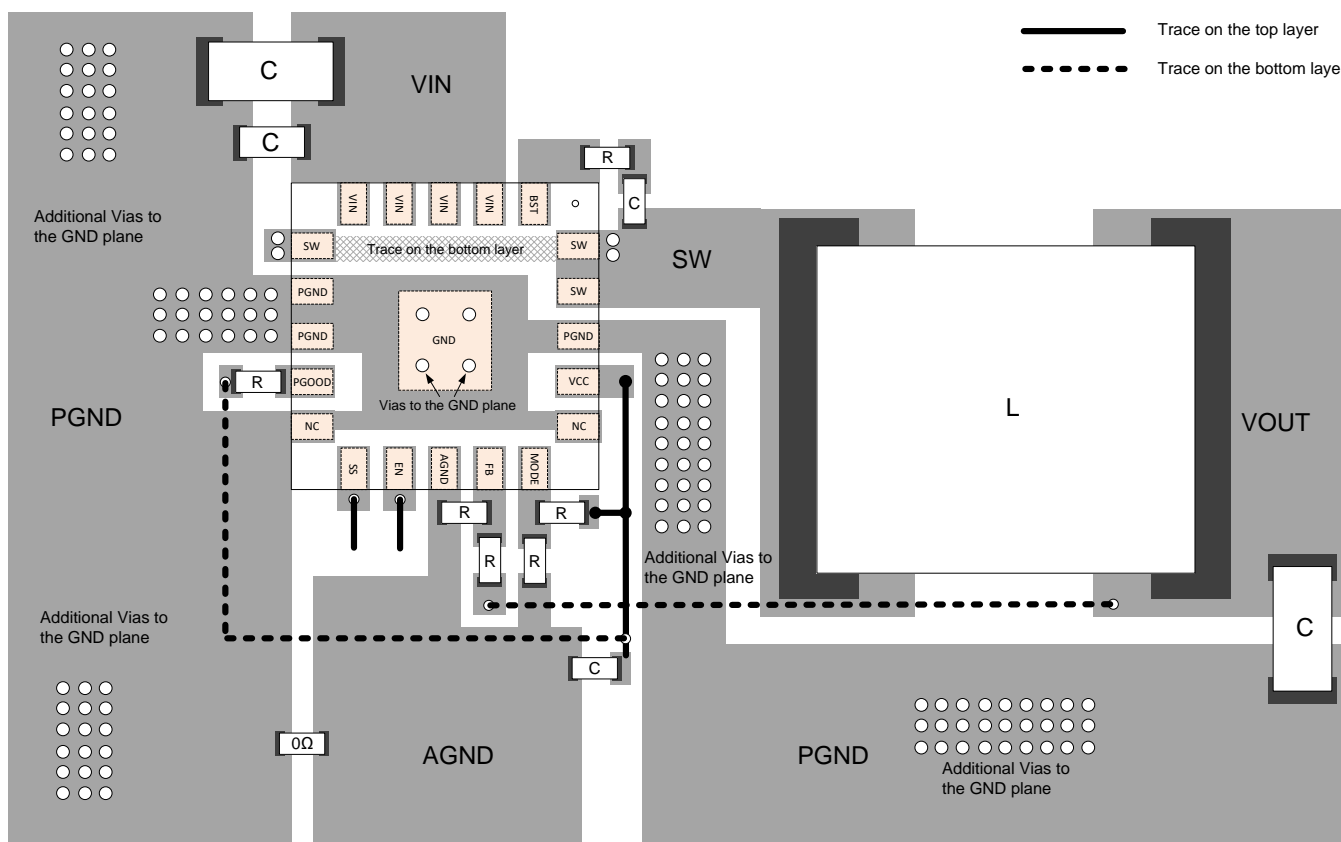 Trace on the top layer
Trace on the bottom laye
C
VIN
C
R
C
Additional Vias to
the GND plane
VIN
VIN
VIN
VIN
BST
SW
Trace on the bottom layer
SW
SW
PGND
SW
PGND
GND
PGND
R
PGOOD
VCC
Vias to the GND plane
L
PGND
VOUT
NC
NC
SS
EN
AGND
FB
MODE
R
R
R
R
Additional Vias to
the GND plane
Additional Vias to
the GND plane
C
C
0Ω
AGND
PGND
Additional Vias to
the GND plane